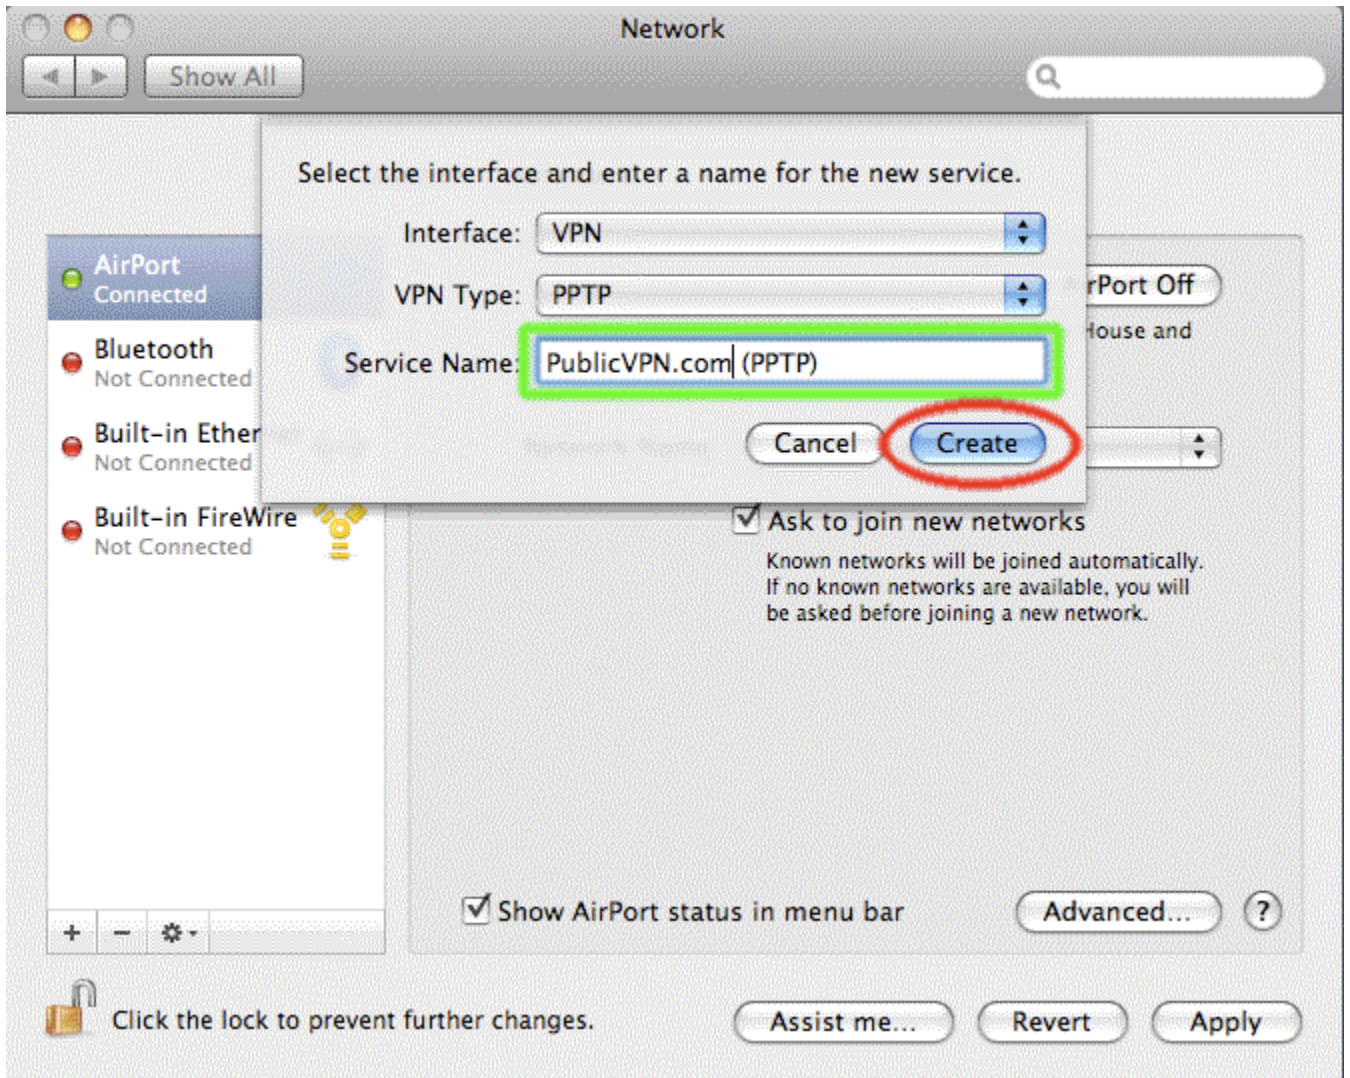 Network
Show All
Select the interface and enter a name for the new service.
Interface: VPN
VPN Type: PPTP
Service Name: PublicVPN.com (PPTP)
Cancel Create
AirPort
Connected
rPort Off
House and
Bluetooth
Not Connected
Built-in Ether
Not Connected
Network Name
Built-in FireWire
Not Connected
Ask to join new networks
Known networks will be joined automatically.
If no known networks are available, you will
be asked before joining a new network.
Show AirPort status in menu bar
Advanced... ?
Click the lock to prevent further changes.
Assist me... Revert Apply